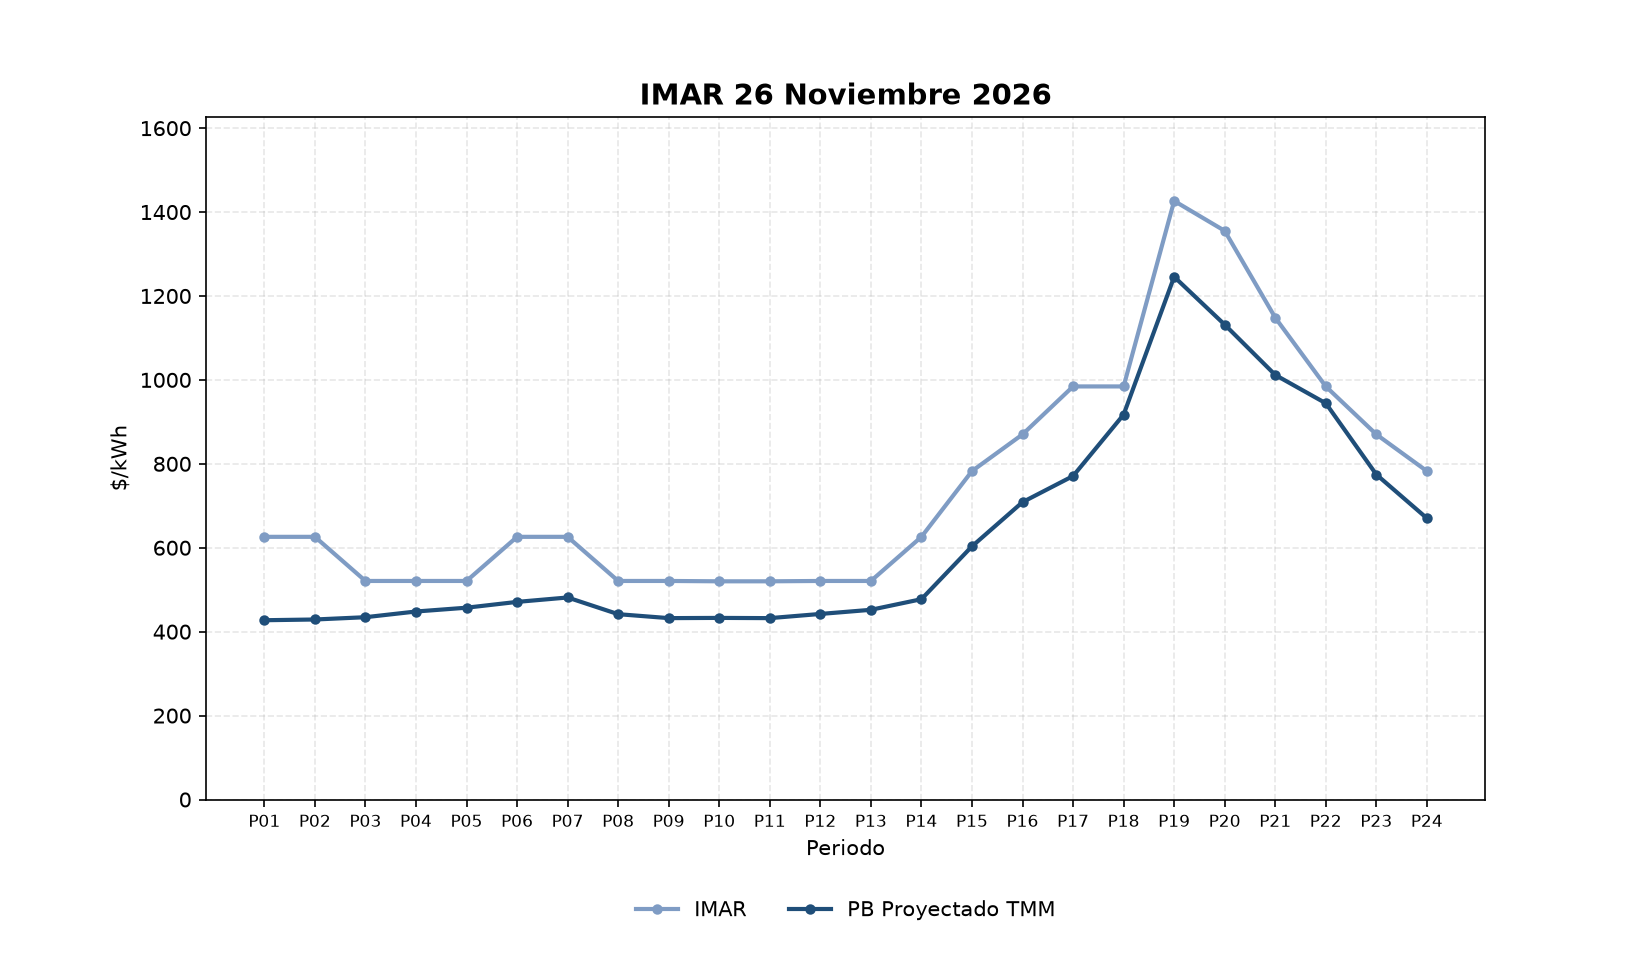 IMAR 26 Noviembre 2026
1600
1400
1200
1000
800
600
400
200
0
$/kWh
P01 P02 P03 P04 P05 P06 P07 P08 P09 P10 P11 P12 P13 P14 P15 P16 P17 P18 P19 P20 P21 P22 P23 P24
Periodo
IMAR PB Proyectado TMM